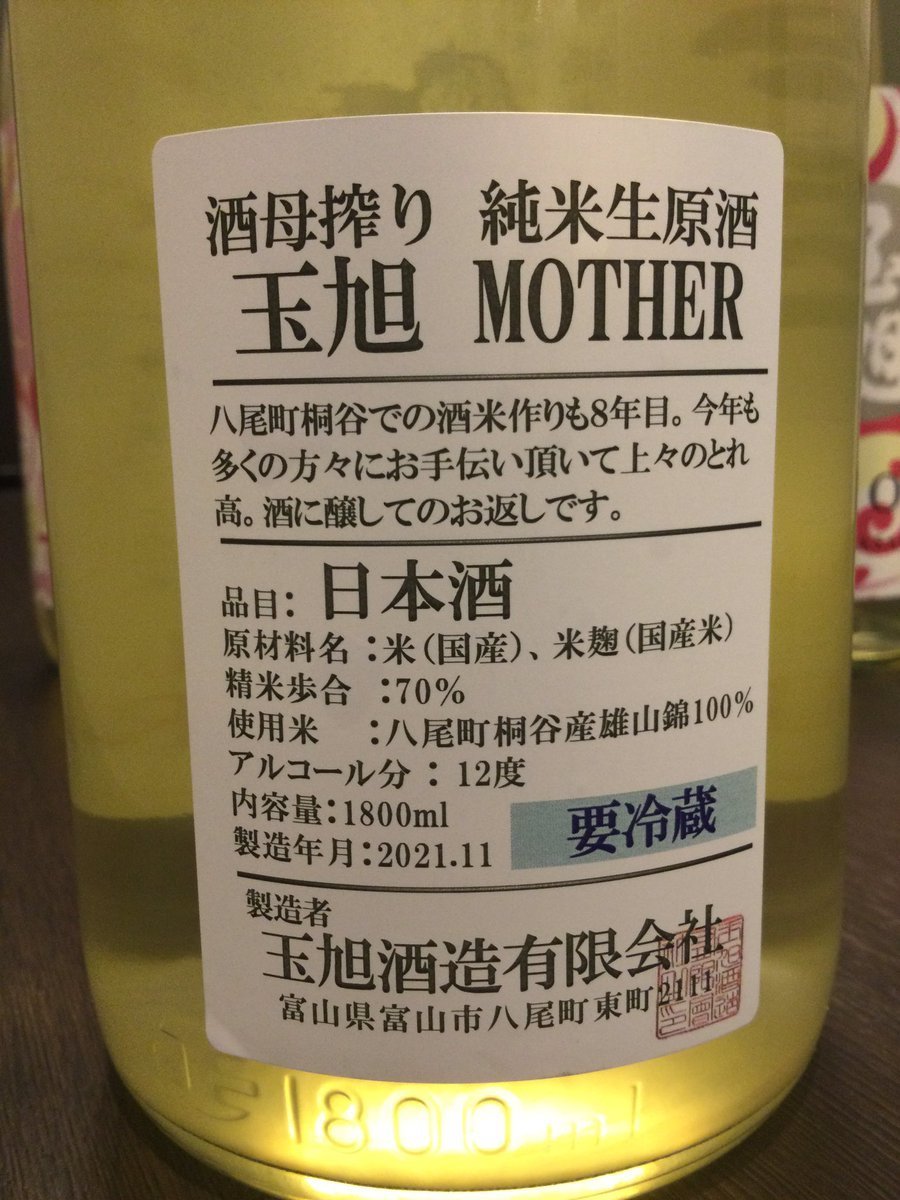 酒母搾り 純米生原酒
玉旭 MOTHER
八尾町桐谷での酒米作りも8年目。今年も
多くの方々にお手伝い頂いて上々のとれ
高。酒に醸してのお返しです。
品目：日本酒
原材料名：米（国産）、米麹（国産米）
精米歩合：70%
使用米：八尾町桐谷産雄山錦100%
アルコール分：12度
内容量：1800ml
製造年月：2021.11
要冷蔵
製造者
玉旭酒造有限会社
富山県富山市八尾町東町2111
1800ml